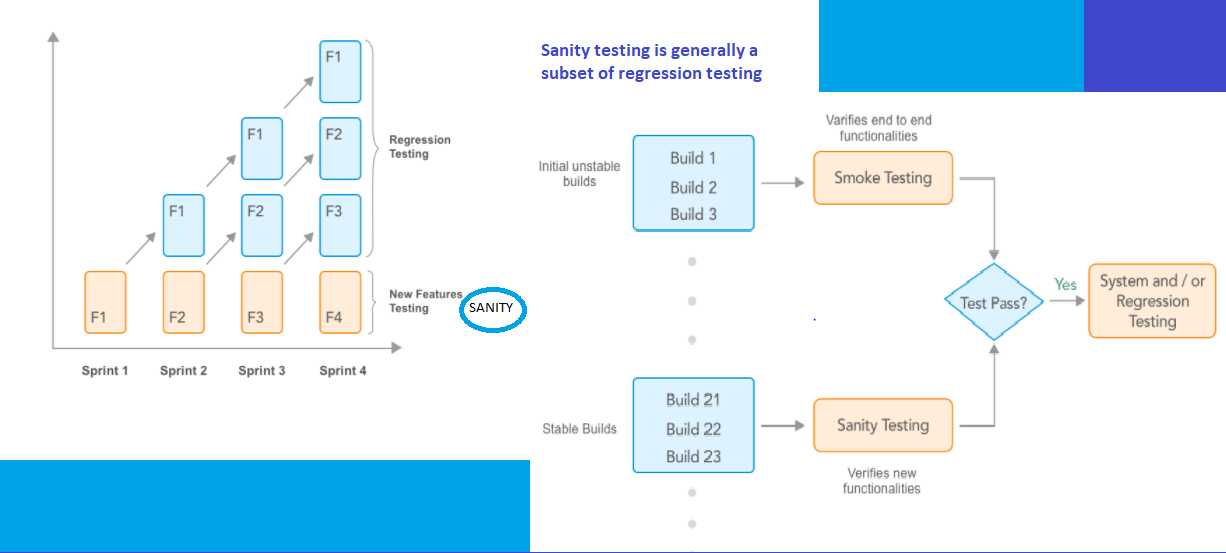 F1
F1
F2
F1
F2
F3
F1
F2
F3
F4
Regression
Testing
New Features
Testing
SANITY
Sprint 1
Sprint 2
Sprint 3
Sprint 4
Sanity testing is generally a
subset of regression testing
Initial unstable
builds
Build 1
Build 2
Build 3
Varifies end to end
functionalities
Smoke Testing
Test Pass?
Yes
System and / or
Regression
Testing
Stable Builds
Build 21
Build 22
Build 23
Sanity Testing
Verifies new
functionalities